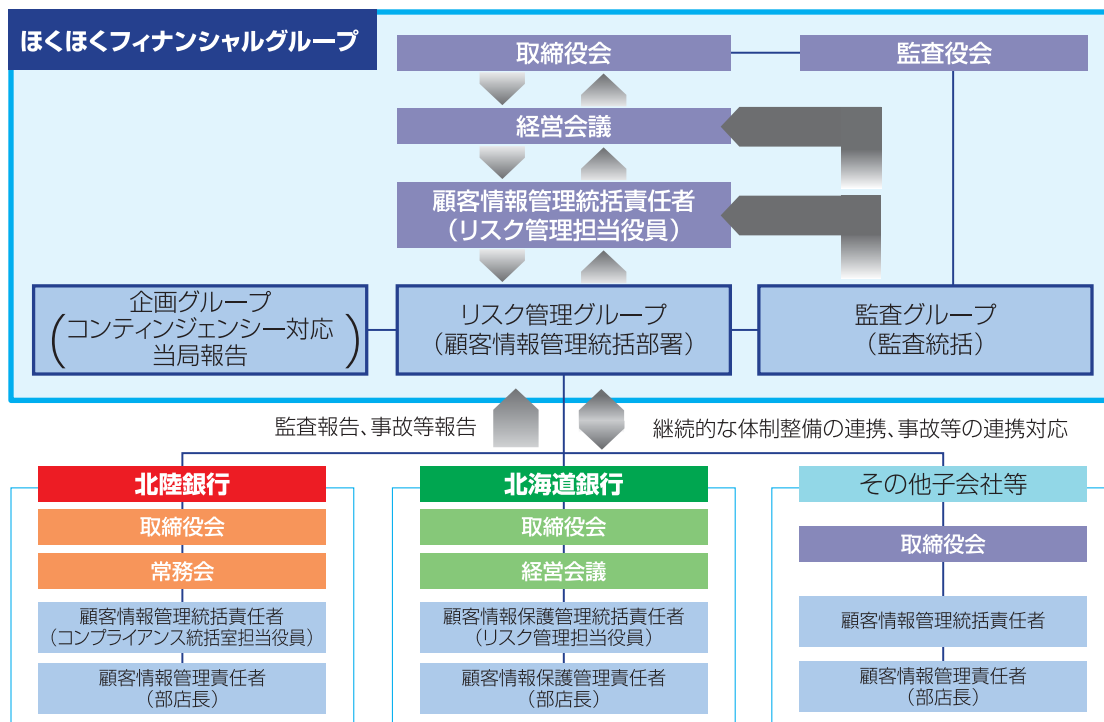 ほくほくフィナンシャルグループ
取締役会
監査役会
経営会議
顧客情報管理統括責任者
（リスク管理担当役員）
企画グループ
（コンティンジェンシー対応
当局報告）
リスク管理グループ
（顧客情報管理統括部署）
監査グループ
（監査統括）
監査報告、事故等報告
継続的な体制整備の連携、事故等の連携対応
北陸銀行
取締役会
常務会
顧客情報管理統括責任者
（コンプライアンス統括室担当役員）
顧客情報管理責任者
（部店長）
北海道銀行
取締役会
経営会議
顧客情報保護管理統括責任者
（リスク管理担当役員）
顧客情報保護管理責任者
（部店長）
その他子会社等
取締役会
顧客情報管理統括責任者
顧客情報管理責任者
（部店長）